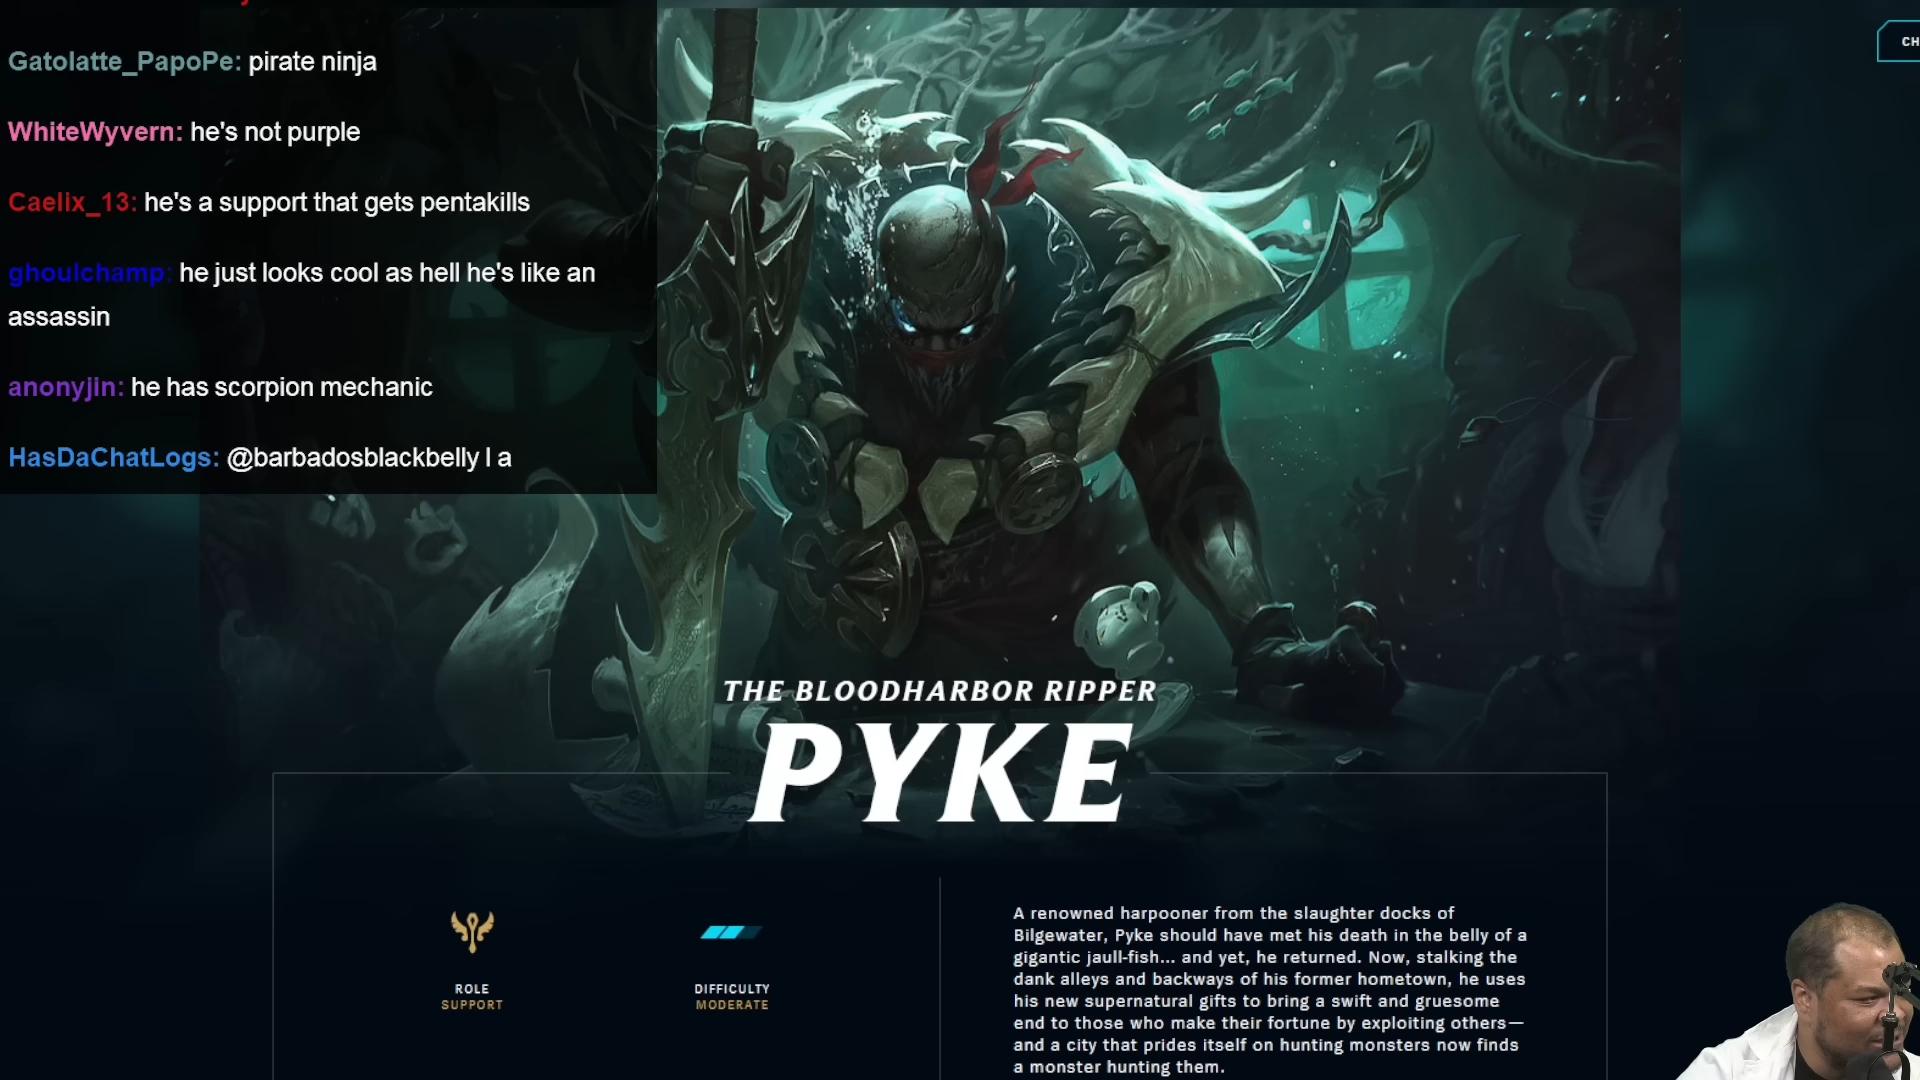 Gatolatte_PapoPe: pirate ninja
WhiteWyvern: he's not purple
Caelix_13: he's a support that gets pentakills
ghoulchamp: he just looks cool as hell he's like an
assassin
anonyjin: he has scorpion mechanic
HasDaChatLogs: @barbadosblackbelly I a
CH
THE BLOODHARBOR RIPPER
PYKE
ROLE
SUPPORT
DIFFICULTY
MODERATE
A renowned harpooner from the slaughter docks of
Bilgewater, Pyke should have met his death in the belly of a
gigantic jaull-fish... and yet, he returned. Now, stalking the
dank alleys and backways of his former hometown, he uses
his new supernatural gifts to bring a swift and gruesome
end to those who make their fortune by exploiting others—
and a city that prides itself on hunting monsters now finds
a monster hunting them.